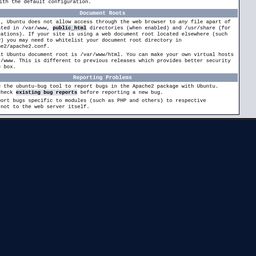 th the default configuration.
Document Roots
, Ubuntu does not allow access through the web browser to any file apart of
ted in /var/www, public_html directories (when enabled) and /usr/share (for
ations). If your site is using a web document root located elsewhere (such
) you may need to whitelist your document root directory in
e2/apache2.conf.
t Ubuntu document root is /var/www/html. You can make your own virtual hosts
/www. This is different to previous releases which provides better security
box.
Reporting Problems
the ubuntu-bug tool to report bugs in the Apache2 package with Ubuntu.
heck existing bug reports before reporting a new bug.
ort bugs specific to modules (such as PHP and others) to respective
not to the web server itself.